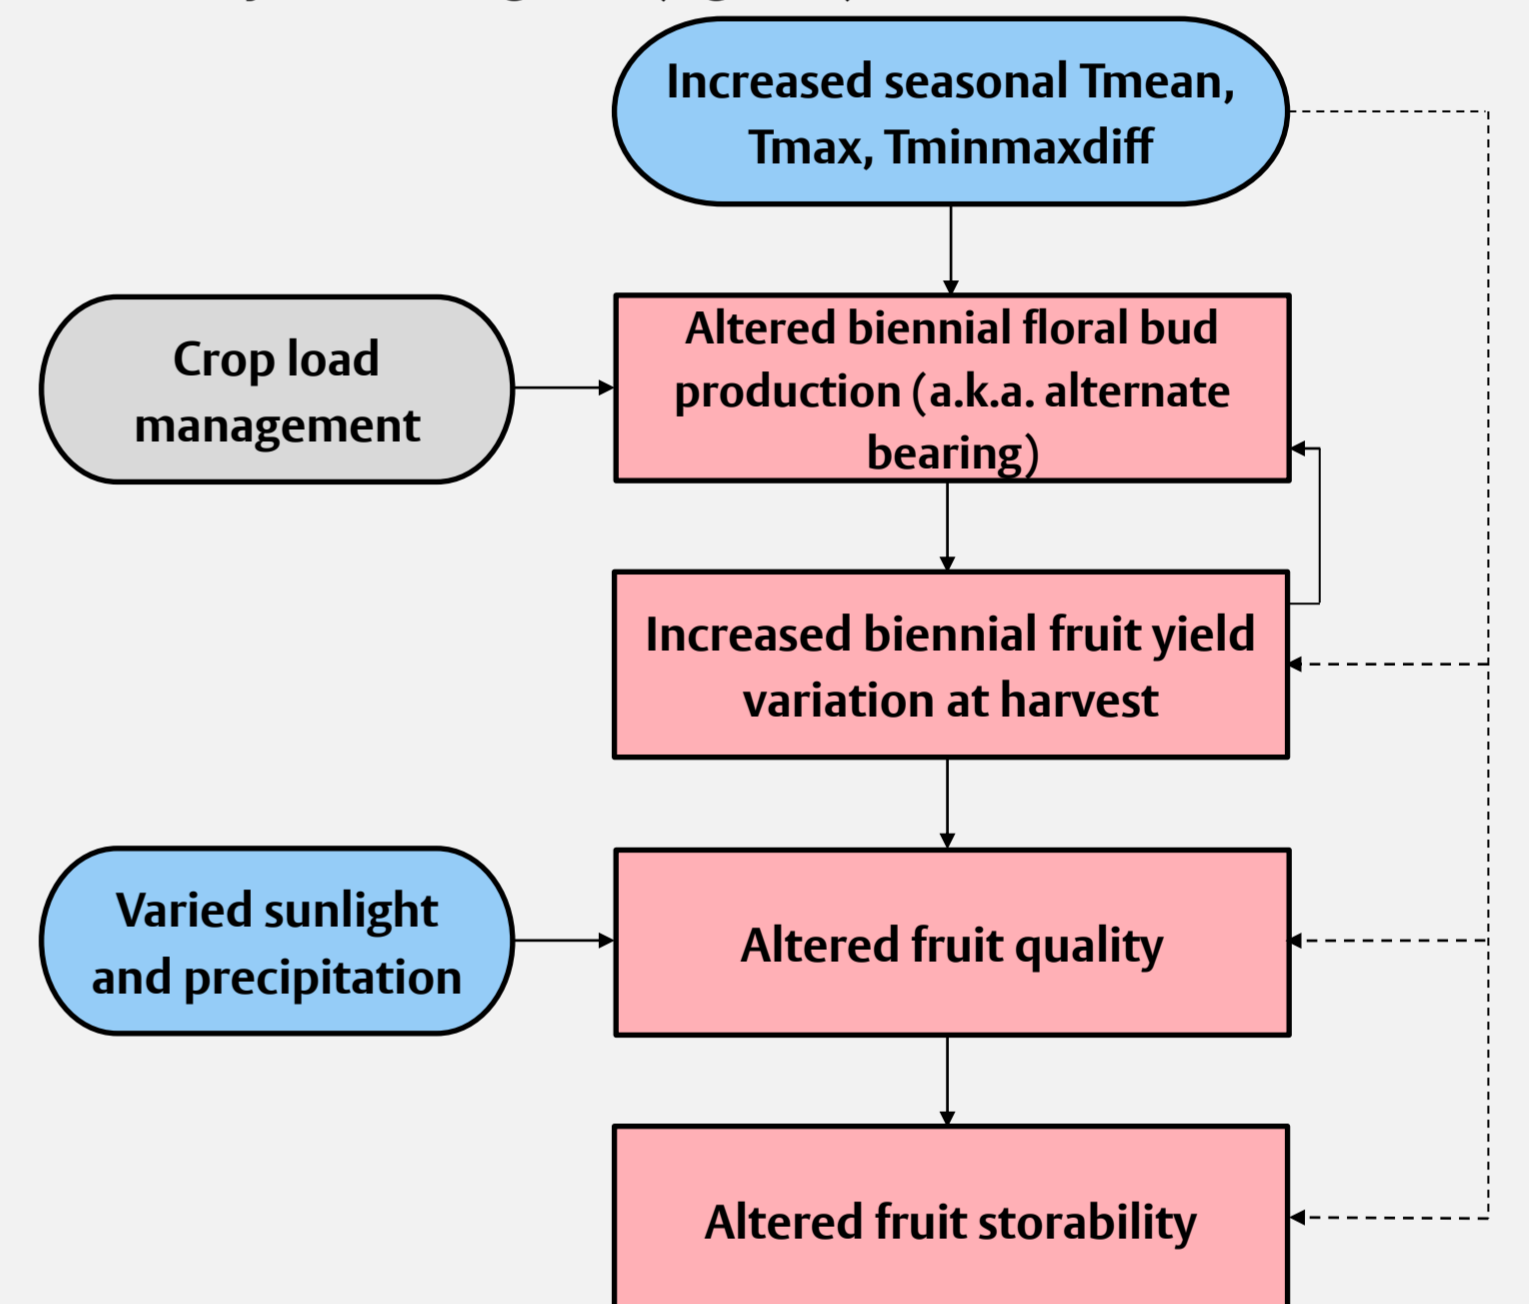 Increased seasonal Tmean,
Tmax, Tminmaxdiff
Altered biennial floral bud
production (a.k.a. alternate
bearing)
Crop load
management
Increased biennial fruit yield
variation at harvest
Varied sunlight
and precipitation
Altered fruit quality
Altered fruit storability